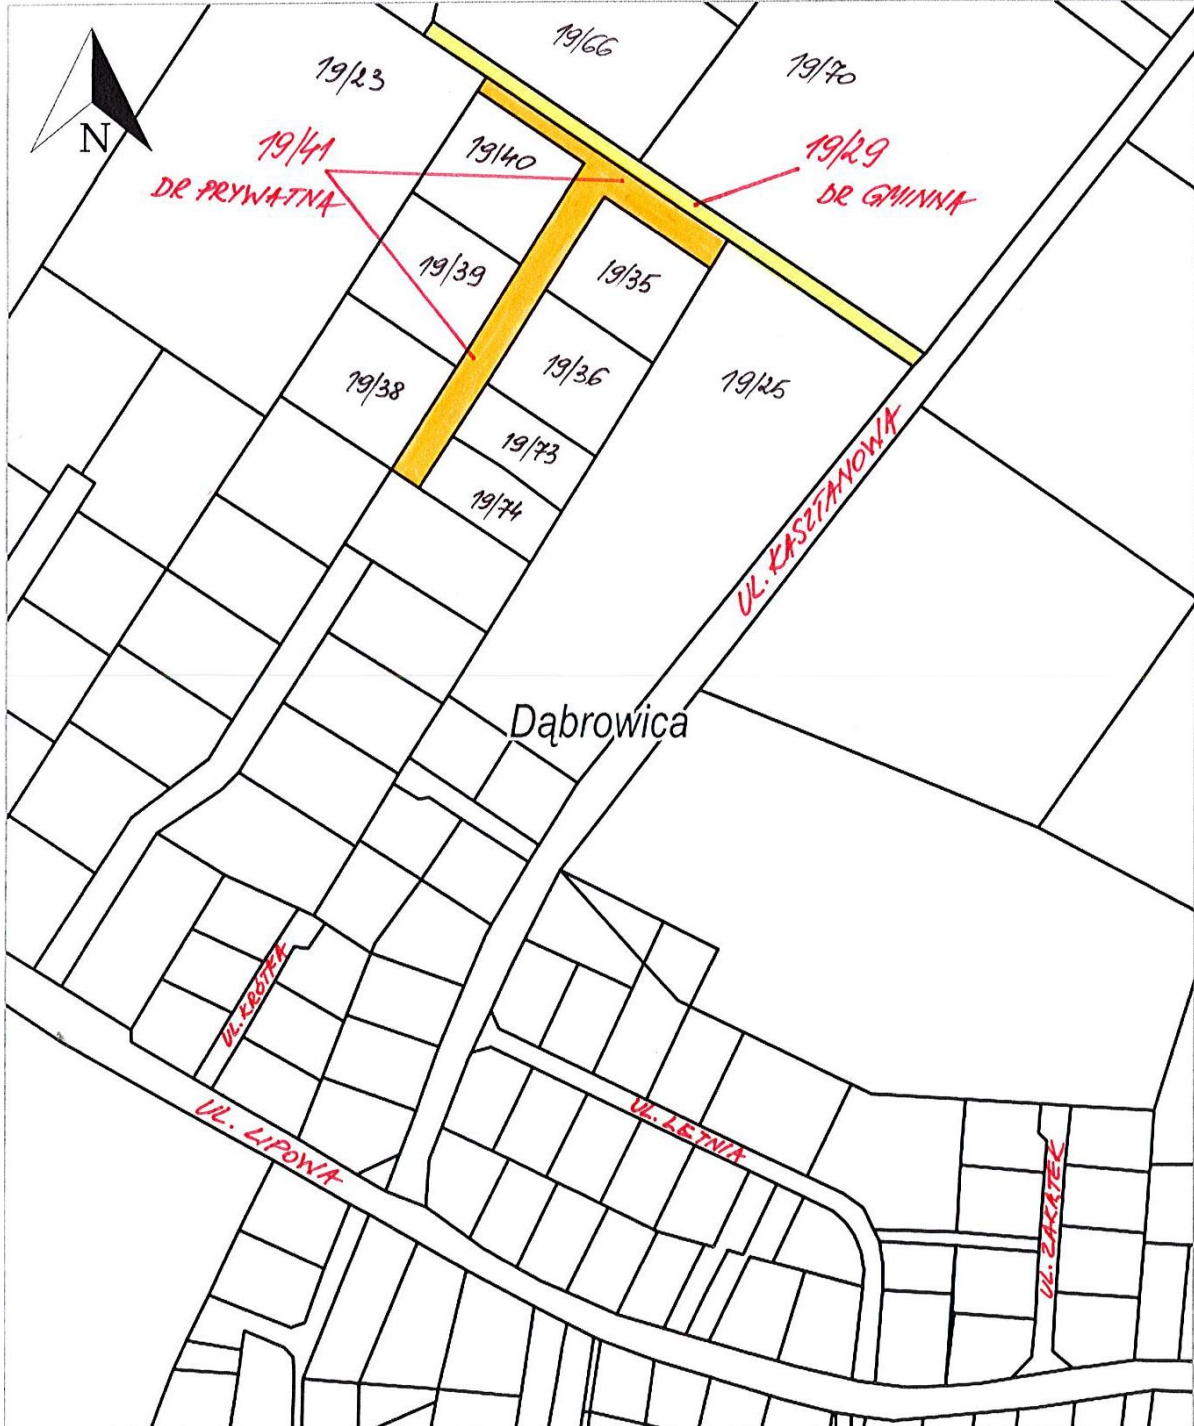 19/66
19/23
19/70
N
19/41
DR PRYWATNA
19/40
19/29
DR GMINNA
19/39
19/35
19/38
19/36
19/25
19/73
19/74
UL. KASZTANOWA
Dąbrowica
UL. KRÓTKA
UL. LIPOWA
UL. LETNIA
UL. ZAKĄTEK